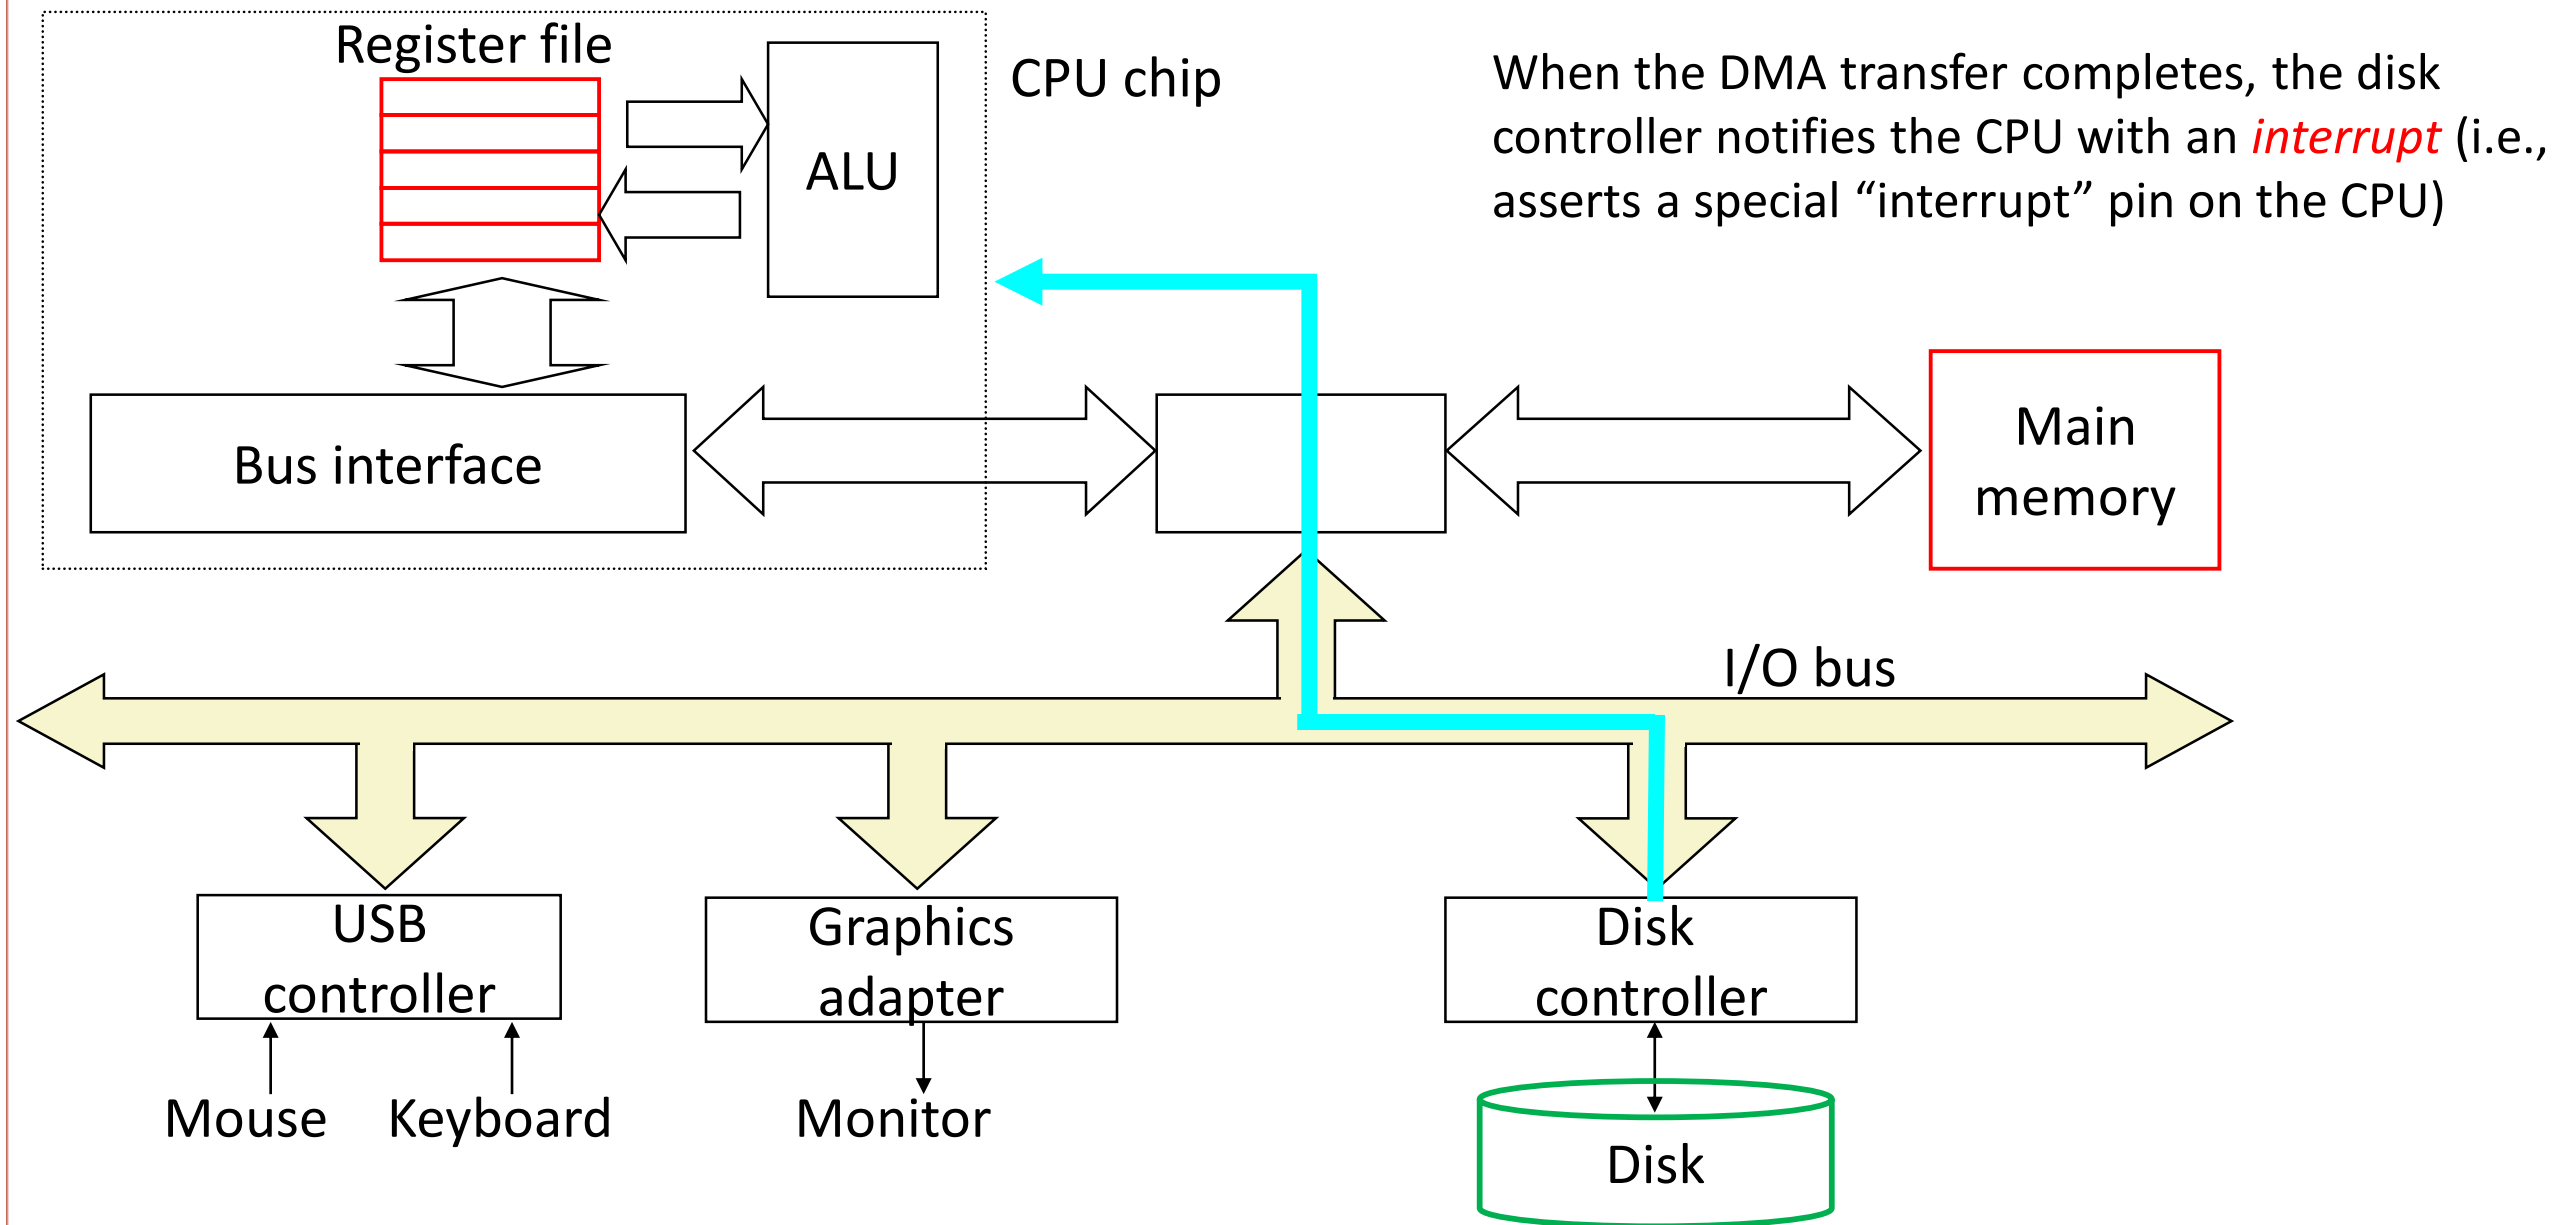 Register file
ALU
CPU chip
When the DMA transfer completes, the disk
controller notifies the CPU with an interrupt (i.e.,
asserts a special “interrupt” pin on the CPU)
Bus interface
Main
memory
I/O bus
USB
controller
Graphics
adapter
Disk
controller
Mouse
Keyboard
Monitor
Disk